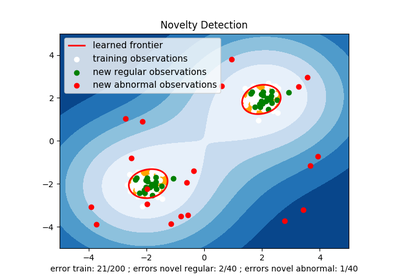 Novelty Detection
learned frontier
training observations
new regular observations
new abnormal observations
4
2
0
−2
−4
−4
−2
0
2
4
error train: 21/200 ; errors novel regular: 2/40 ; errors novel abnormal: 1/40